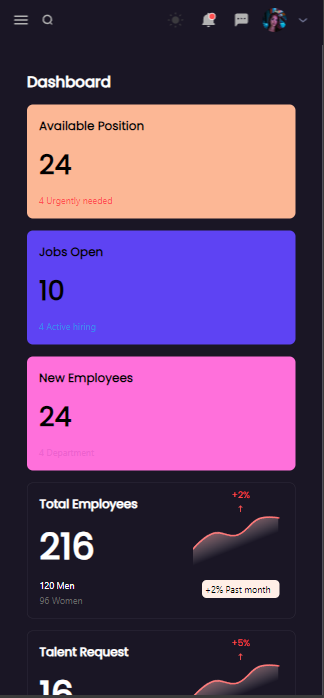 Dashboard
Available Position
24
4 Urgently needed
Jobs Open
10
4 Active hiring
New Employees
24
4 Department
Total Employees
+2%
↑
216
120 Men
96 Women
+2% Past month
Talent Request
+5%
↑
16